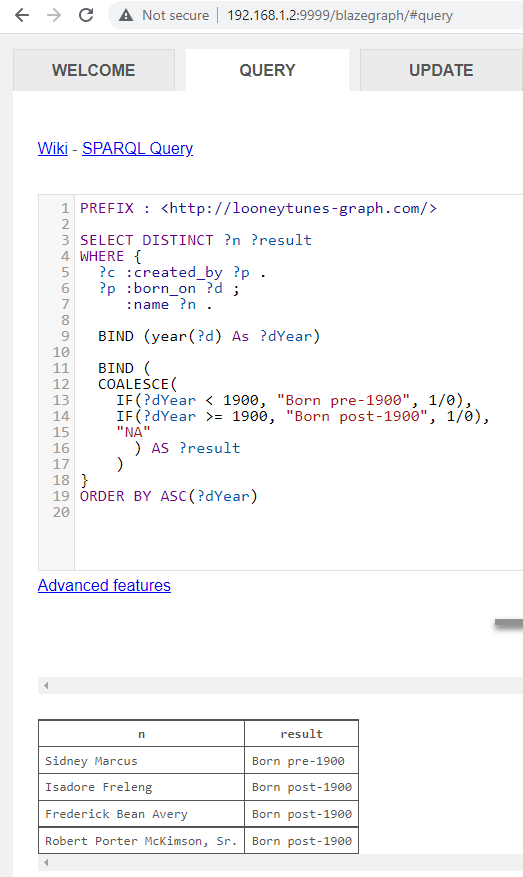 Not secure | 192.168.1.2:9999/blazegraph/#query
WELCOME QUERY UPDATE
Wiki - SPARQL Query
1 PREFIX : <http://looneytunes-graph.com/>
2
3 SELECT DISTINCT ?n ?result
4 WHERE {
5 ?c :created_by ?p .
6 ?p :born_on ?d ;
7 :name ?n .
8
9 BIND (year(?d) As ?dYear)
10
11 BIND (
12 COALESCE(
13 IF(?dYear < 1900, "Born pre-1900", 1/0),
14 IF(?dYear >= 1900, "Born post-1900", 1/0),
15 "NA"
16 ) AS ?result
17 )
18 }
19 ORDER BY ASC(?dYear)
20
Advanced features
n result
Sidney Marcus Born pre-1900
Isadore Freleng Born post-1900
Frederick Bean Avery Born post-1900
Robert Porter McKimson, Sr. Born post-1900